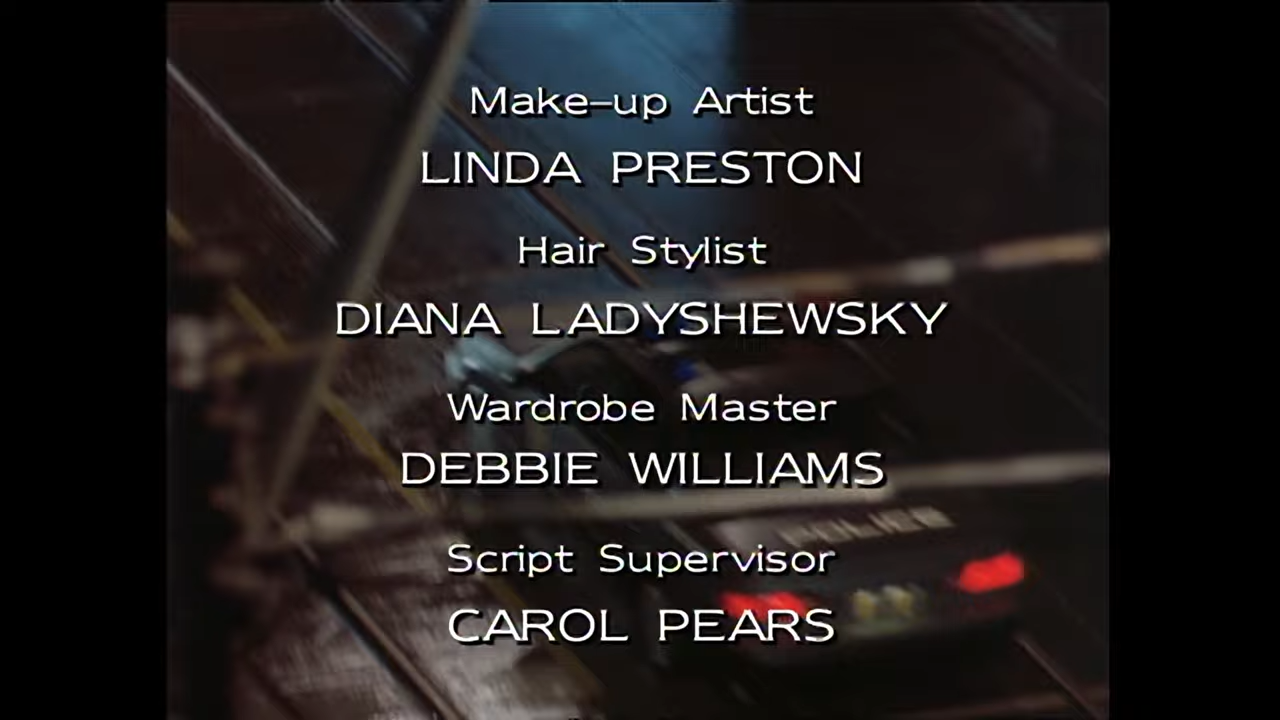 Make-up Artist
LINDA PRESTON
Hair Stylist
DIANA LADYSHEWSKY
Wardrobe Master
DEBBIE WILLIAMS
Script Supervisor
CAROL PEARS